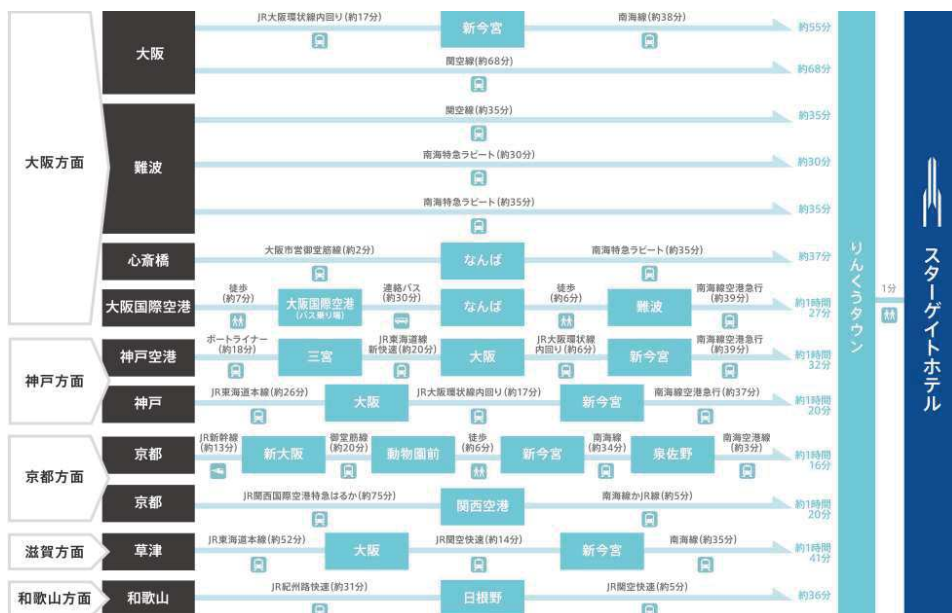 大阪方面
大阪
JR大阪環状線内回り(約17分)
新今宮
南海線(約38分)
約55分
関空線(約68分)
約68分
難波
関空線(約35分)
約35分
南海特急ラピート(約30分)
約30分
南海特急ラピート(約35分)
約35分
心斎橋
大阪市営御堂筋線(約2分)
なんば
南海特急ラピート(約35分)
約37分
大阪国際空港
徒歩
(約7分)
大阪国際空港
(バス乗り場)
連絡バス
(約30分)
なんば
徒歩
(約6分)
難波
南海線空港急行
(約39分)
約1時間
27分
神戸方面
神戸空港
ポートライナー
(約18分)
三宮
JR東海道線
新快速(約20分)
大阪
JR大阪環状線
内回り(約6分)
新今宮
南海線空港急行
(約39分)
約1時間
32分
神戸
JR東海道本線(約26分)
大阪
JR大阪環状線内回り(約17分)
新今宮
南海線空港急行(約37分)
約1時間
20分
京都方面
京都
JR新幹線
(約13分)
新大阪
御堂筋線
(約20分)
動物園前
徒歩
(約6分)
新今宮
南海線
(約34分)
泉佐野
南海空港線
(約3分)
約1時間
16分
京都
JR関西国際空港特急はるか(約75分)
関西空港
南海線かJR線(約5分)
約1時間
20分
滋賀方面
草津
JR東海道本線(約52分)
大阪
JR関空快速(約14分)
新今宮
南海線(約35分)
約1時間
41分
和歌山方面
和歌山
JR紀州路快速(約31分)
日根野
JR関空快速(約5分)
約36分
りんくうタウン
1分
スターゲイトホテル